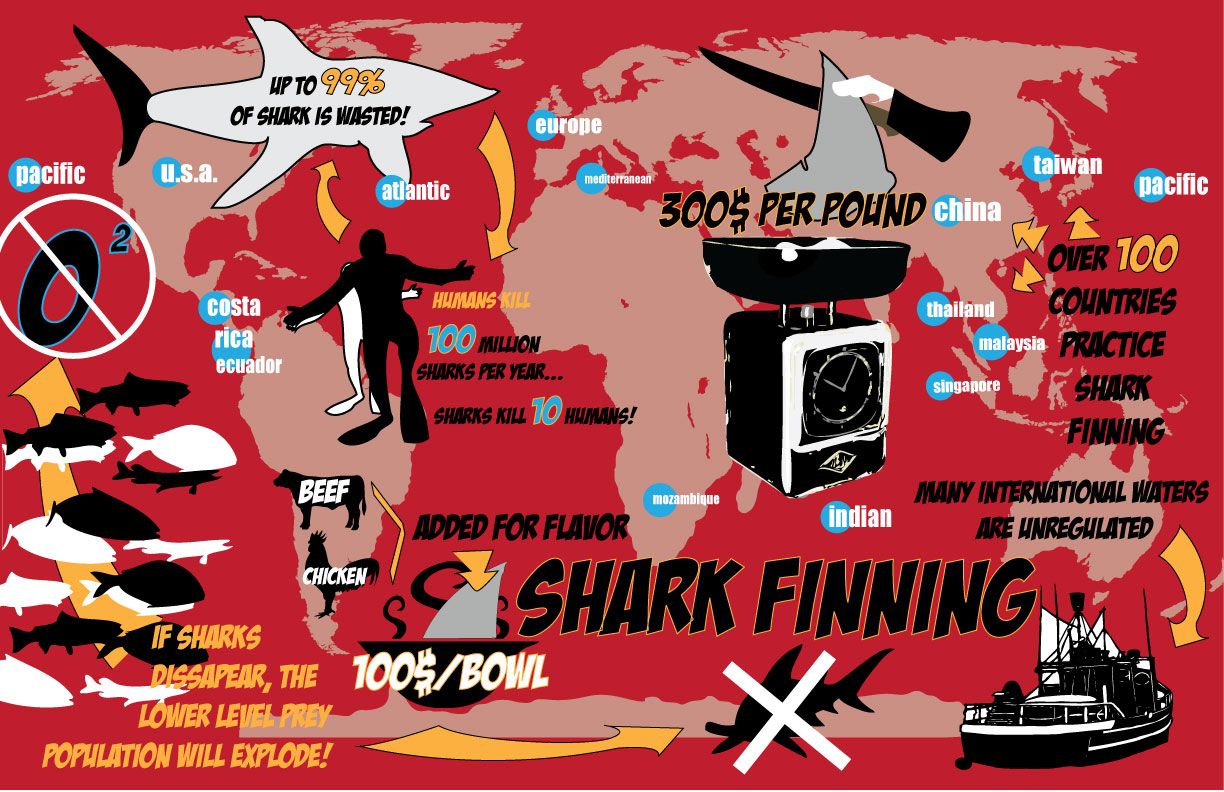 UP TO 99%
OF SHARK IS WASTED!
europe
mediterranean
taiwan
pacific
pacific
u.s.a.
atlantic
300$ PER POUND
china
O2
OVER 100
COUNTRIES
PRACTICE
SHARK
FINNING
HUMANS KILL
100 MILLION
SHARKS PER YEAR...
SHARKS KILL 10 HUMANS!
costa
rica
ecuador
thailand
malaysia
singapore
BEEF
CHICKEN
ADDED FOR FLAVOR
mozambique
indian
MANY INTERNATIONAL WATERS
ARE UNREGULATED
SHARK FINNING
100$/BOWL
IF SHARKS
DISSAPEAR, THE
LOWER LEVEL PREY
POPULATION WILL EXPLODE!